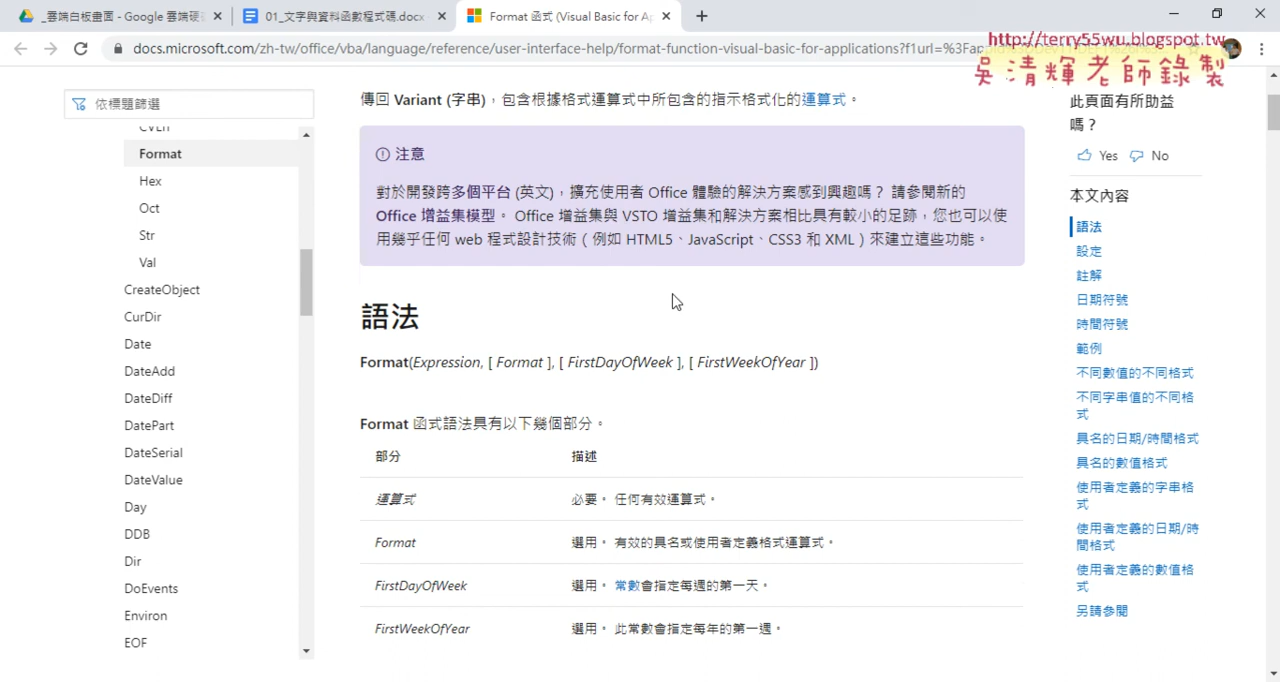 _雲端白板畫面 - Google 雲端硬
01_文字與資料函數程式碼.docx
Format 函式 (Visual Basic for Ap
docs.microsoft.com/zh-tw/office/vba/language/reference/user-interface-help/format-function-visual-basic-for-applications?f1url=%3Fap
http://terry55wu.blogspot.tw
吳清輝老師錄製
依標題篩選
CVErr
Format
Hex
Oct
Str
Val
CreateObject
CurDir
Date
DateAdd
DateDiff
DatePart
DateSerial
DateValue
Day
DDB
Dir
DoEvents
Environ
EOF
傳回 Variant (字串)，包含根據格式運算式中所包含的指示格式化的運算式。
注意
對於開發跨多個平台 (英文)，擴充使用者 Office 體驗的解決方案感到興趣嗎？ 請參閱新的
Office 增益集模型。 Office 增益集與 VSTO 增益集和解決方案相比具有較小的足跡，您也可以使
用幾乎任何 web 程式設計技術 ( 例如 HTML5、JavaScript、CSS3 和 XML ) 來建立這些功能。
語法
Format(Expression, [ Format ], [ FirstDayOfWeek ], [ FirstWeekOfYear ])
Format 函式語法具有以下幾個部分。
部分 描述
運算式 必要。 任何有效運算式。
Format 選用。 有效的具名或使用者定義格式運算式。
FirstDayOfWeek 選用。 常數會指定每週的第一天。
FirstWeekOfYear 選用。 此常數會指定每年的第一週。
此頁面有所助益
嗎？
Yes No
本文內容
語法
設定
註解
日期符號
時間符號
範例
不同數值的不同格式
不同字串值的不同格
式
具名的日期/時間格式
具名的數值格式
使用者定義的字串格
式
使用者定義的日期/時
間格式
使用者定義的數值格
式
另請參閱